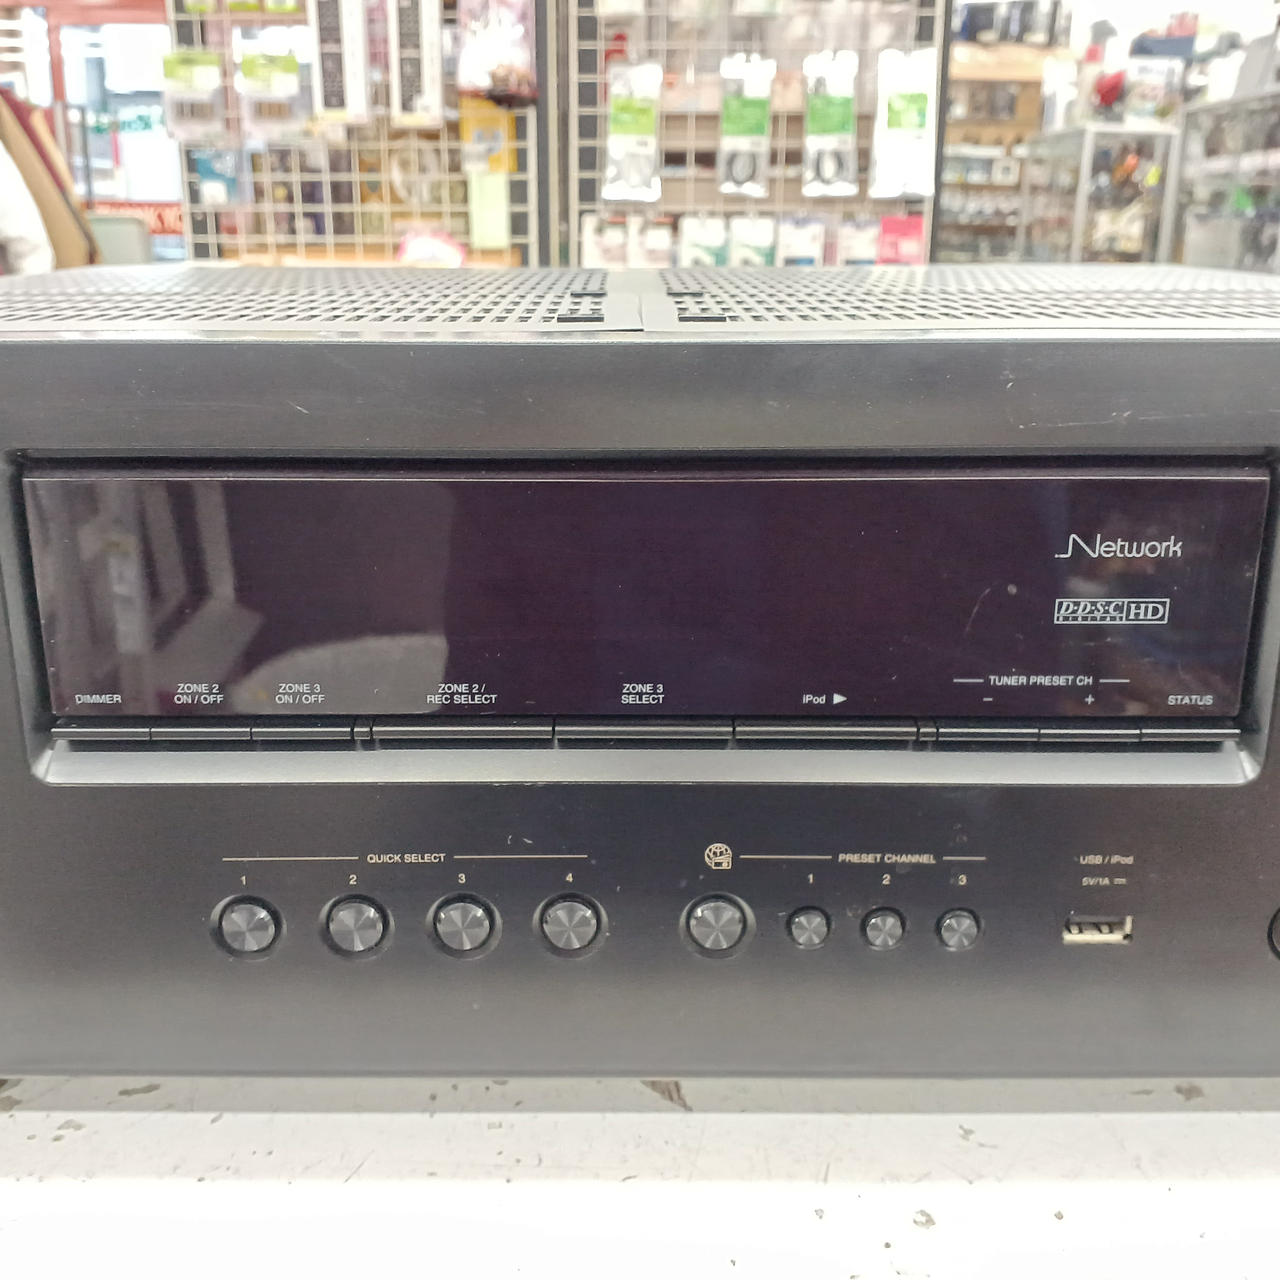 Network
D·D·S·C HD
DIGITAL
DIMMER
ZONE 2
ON / OFF
ZONE 3
ON / OFF
ZONE 2 /
REC SELECT
ZONE 3
SELECT
iPod ▶
TUNER PRESET CH
− +
STATUS
QUICK SELECT
1 2 3 4
PRESET CHANNEL
1 2 3
USB / iPod
5V/1A